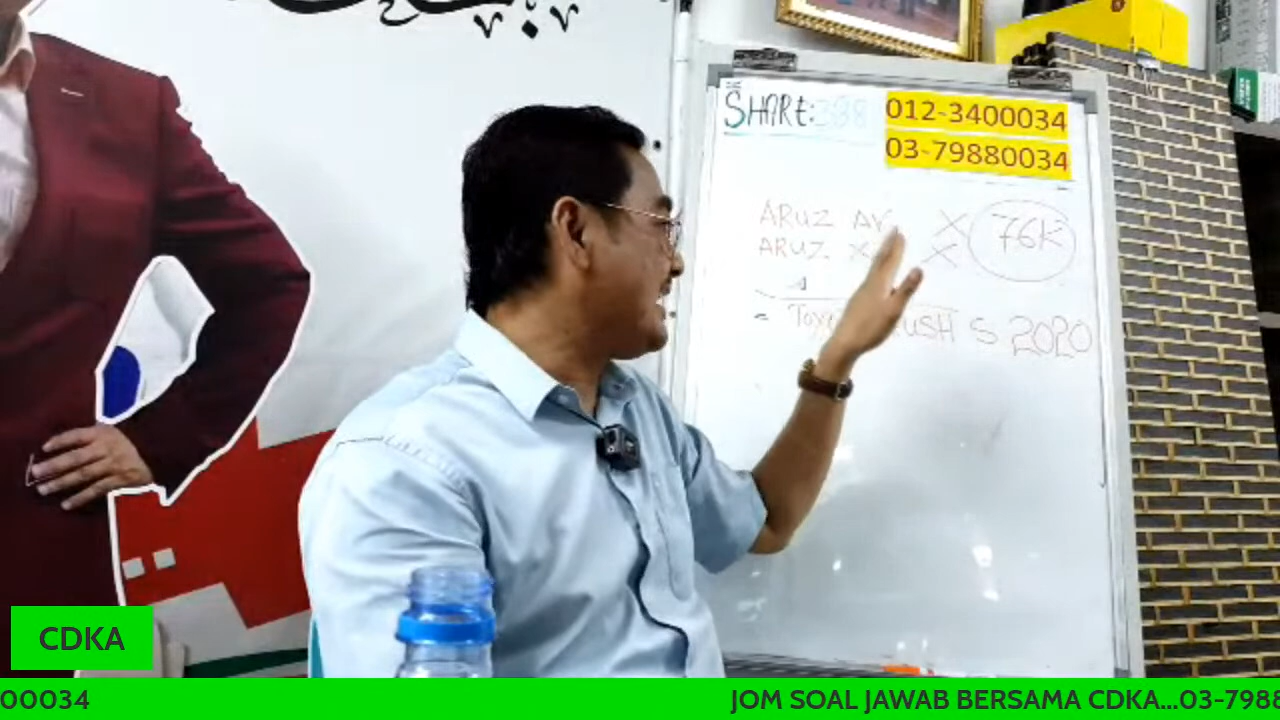 SHARE:
012-3400034
03-79880034
ARUZ AV X 76K
ARUZ X X
RUSH S 2020
CDKA
00034 JOM SOAL JAWAB BERSAMA CDKA...03-7988